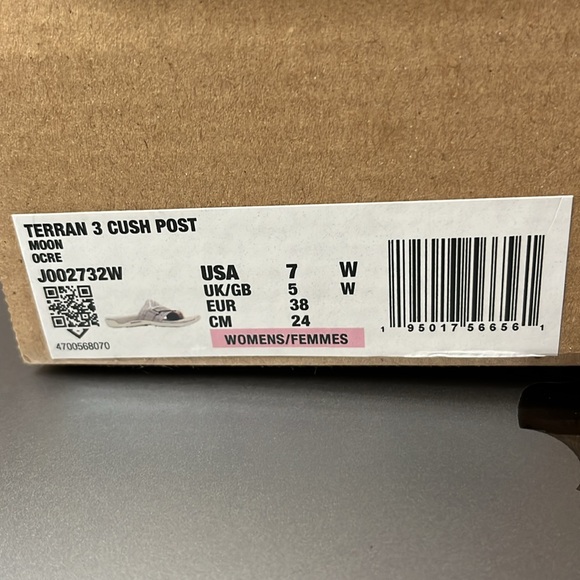 TERRAN 3 CUSH POST
MOON
OCRE
J002732W
4700568070
USA 7 W
UK/GB 5 W
EUR 38
CM 24
WOMENS/FEMMES
1 95017 56656 1